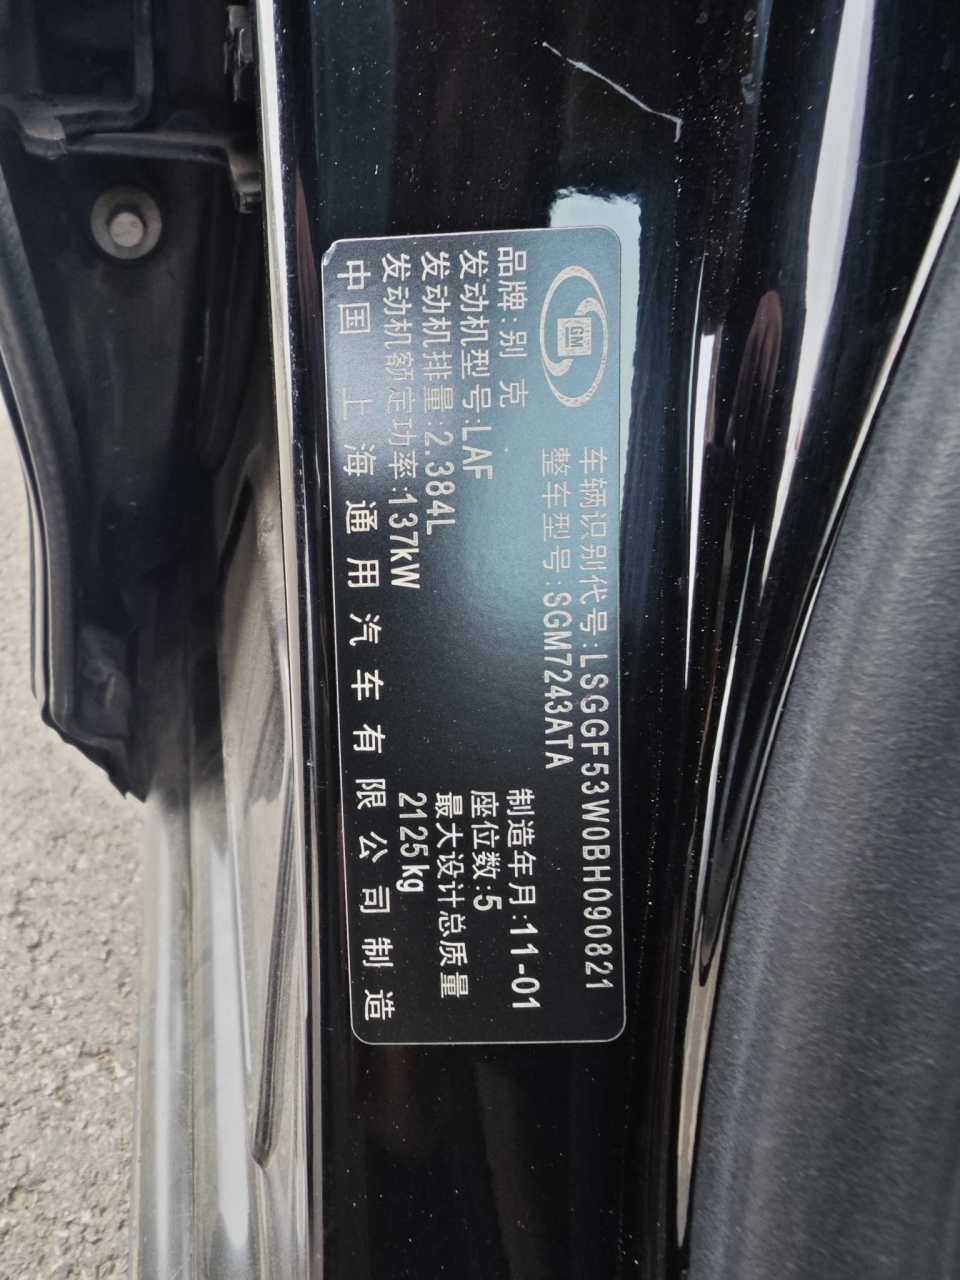 GM
车辆识别代号:LSGGF53W0BH090821
整车型号:SGM7243ATA
品牌:别克
制造年月:11-01
发动机型号:LAF
座位数:5
发动机排量:2.384L
最大设计总质量
发动机额定功率:137kW
2125kg
中国 上海通用汽车有限公司制造